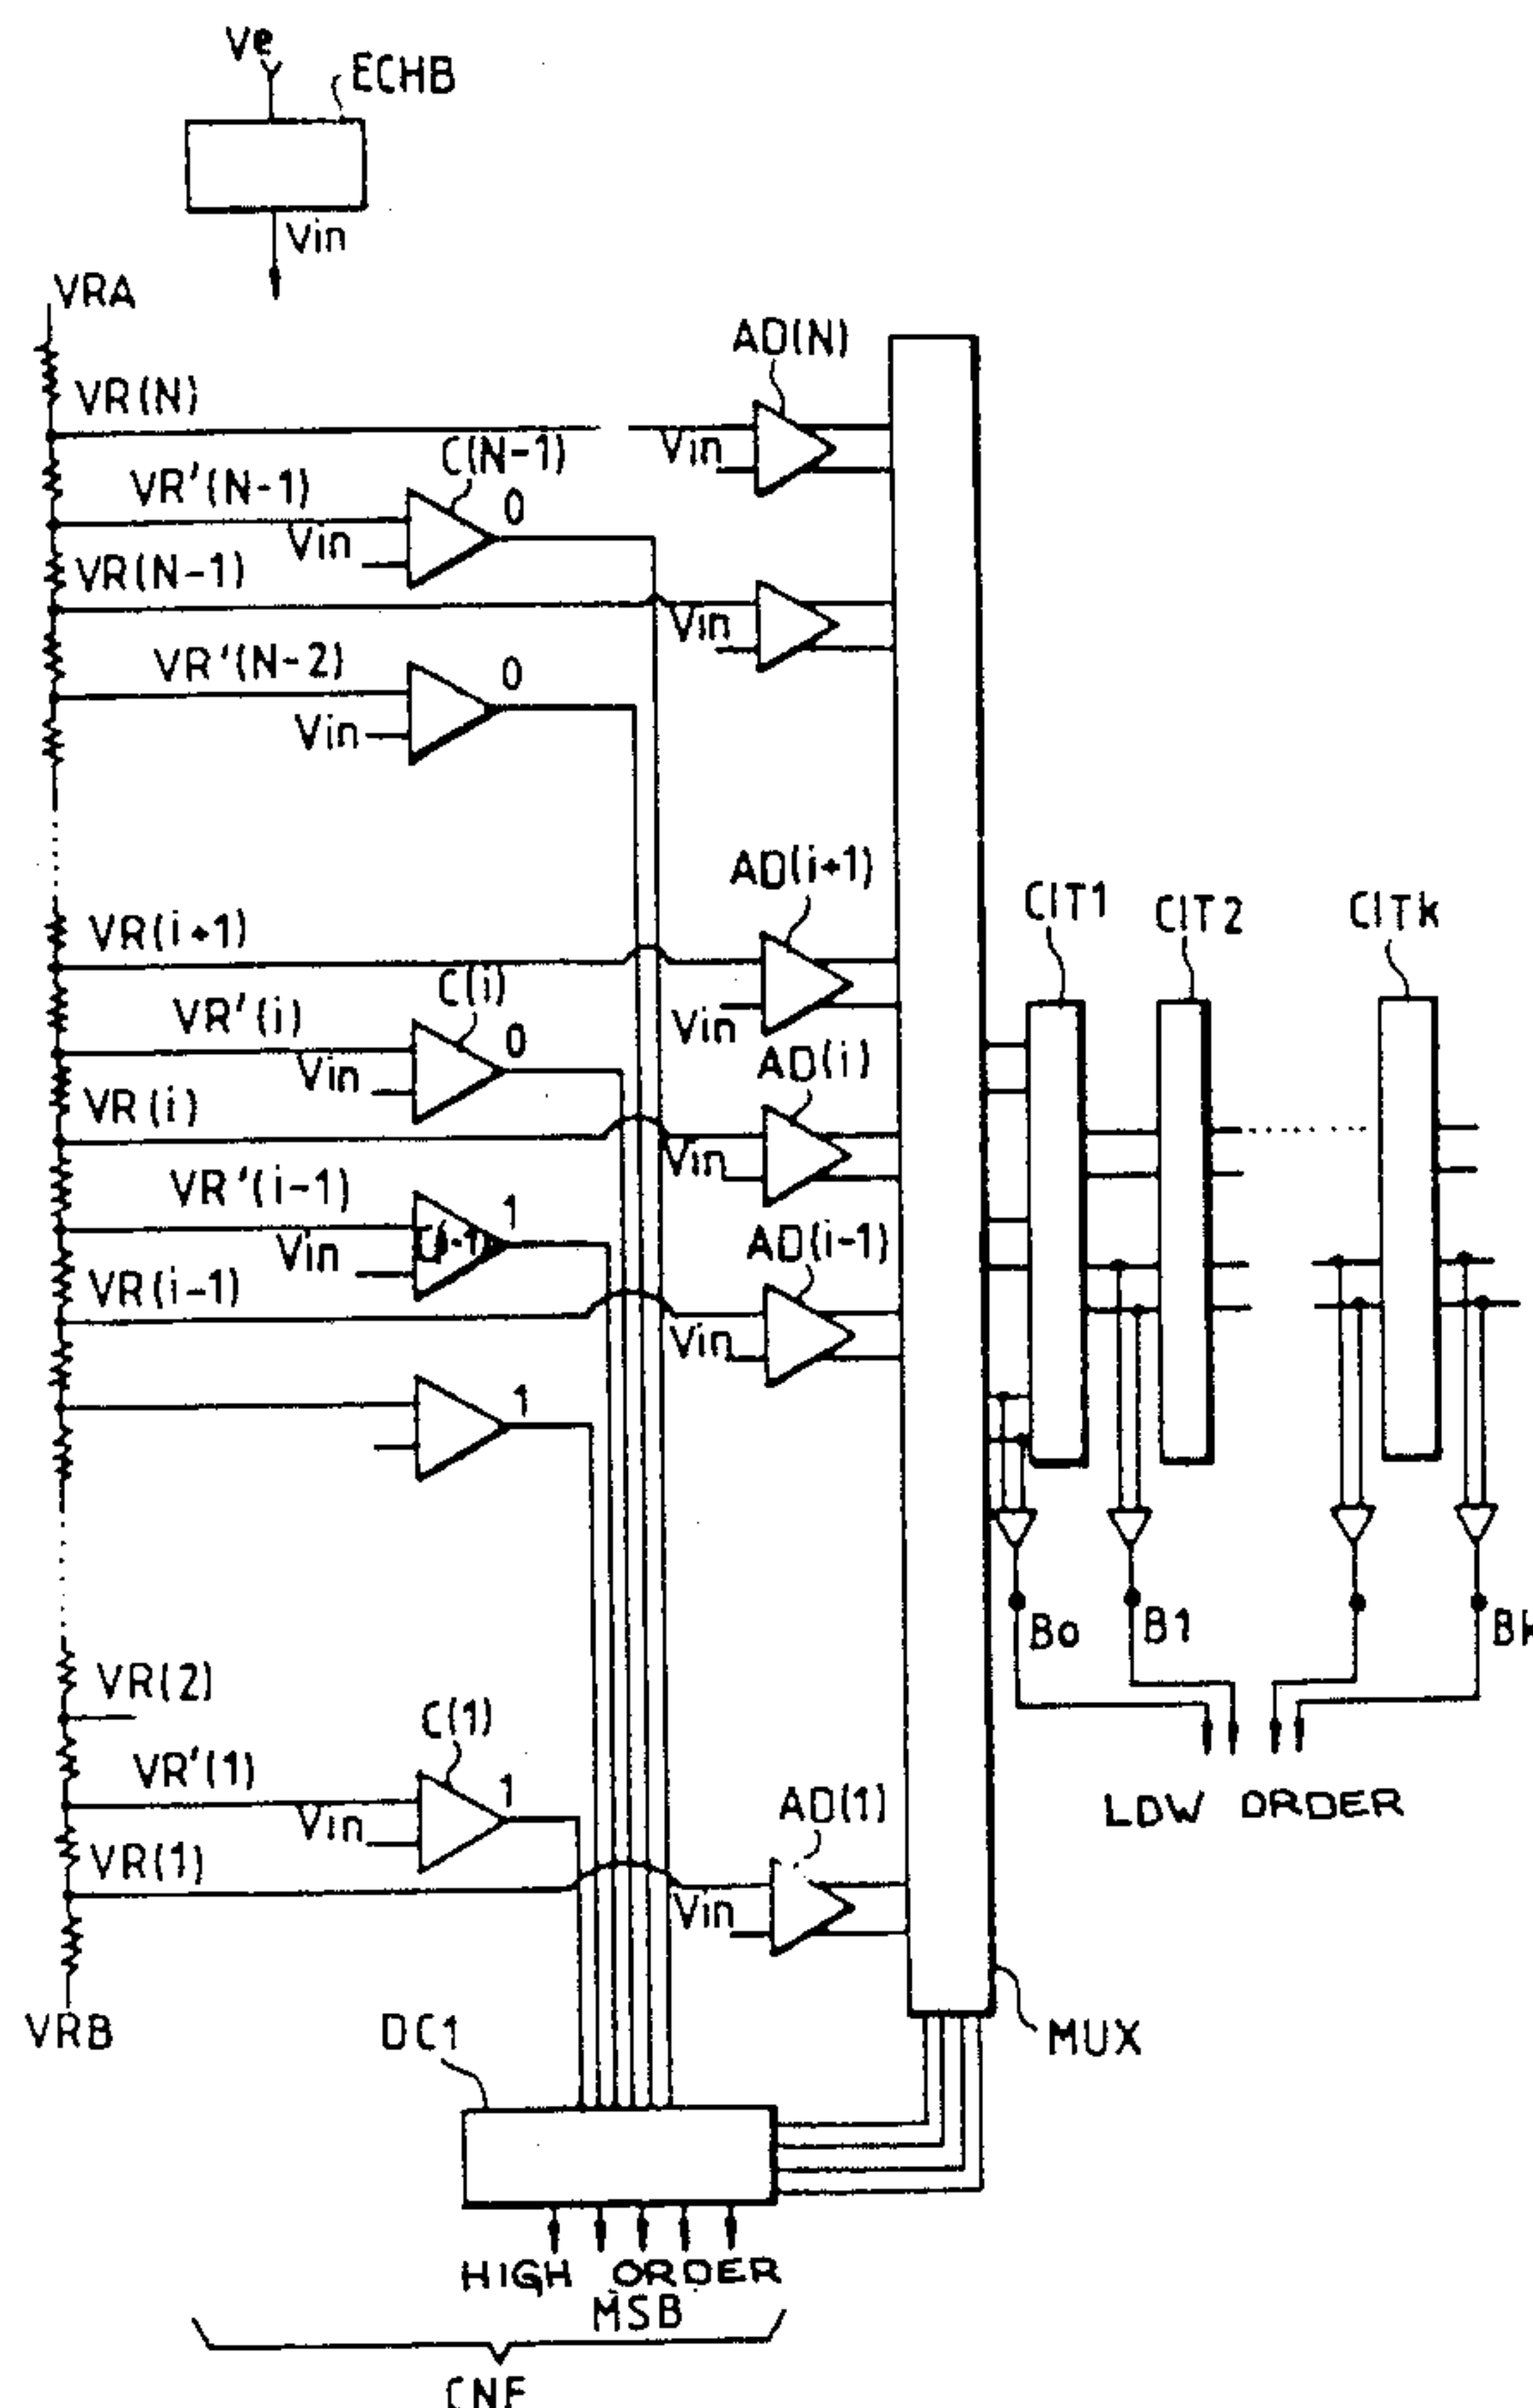 Ve
ECHB
Vin
VRA
AD(N)
VR(N)
Vin
C(N-1)
VR'(N-1)
0
Vin
VR(N-1)
Vin
VR'(N-2)
0
Vin
AD(i+1)
CIT1
CIT2
CITk
VR(i+1)
C(i)
VR'(i)
0
Vin
Vin
AD(i)
VR(i)
Vin
VR'(i-1)
1
Vin
AD(i-1)
VR(i-1)
Vin
1
Bo
B1
VR(2)
C(1)
VR'(1)
1
Vin
AD(1)
LOW ORDER
VR(1)
Vin
VRB
DC1
MUX
HIGH ORDER
MSB